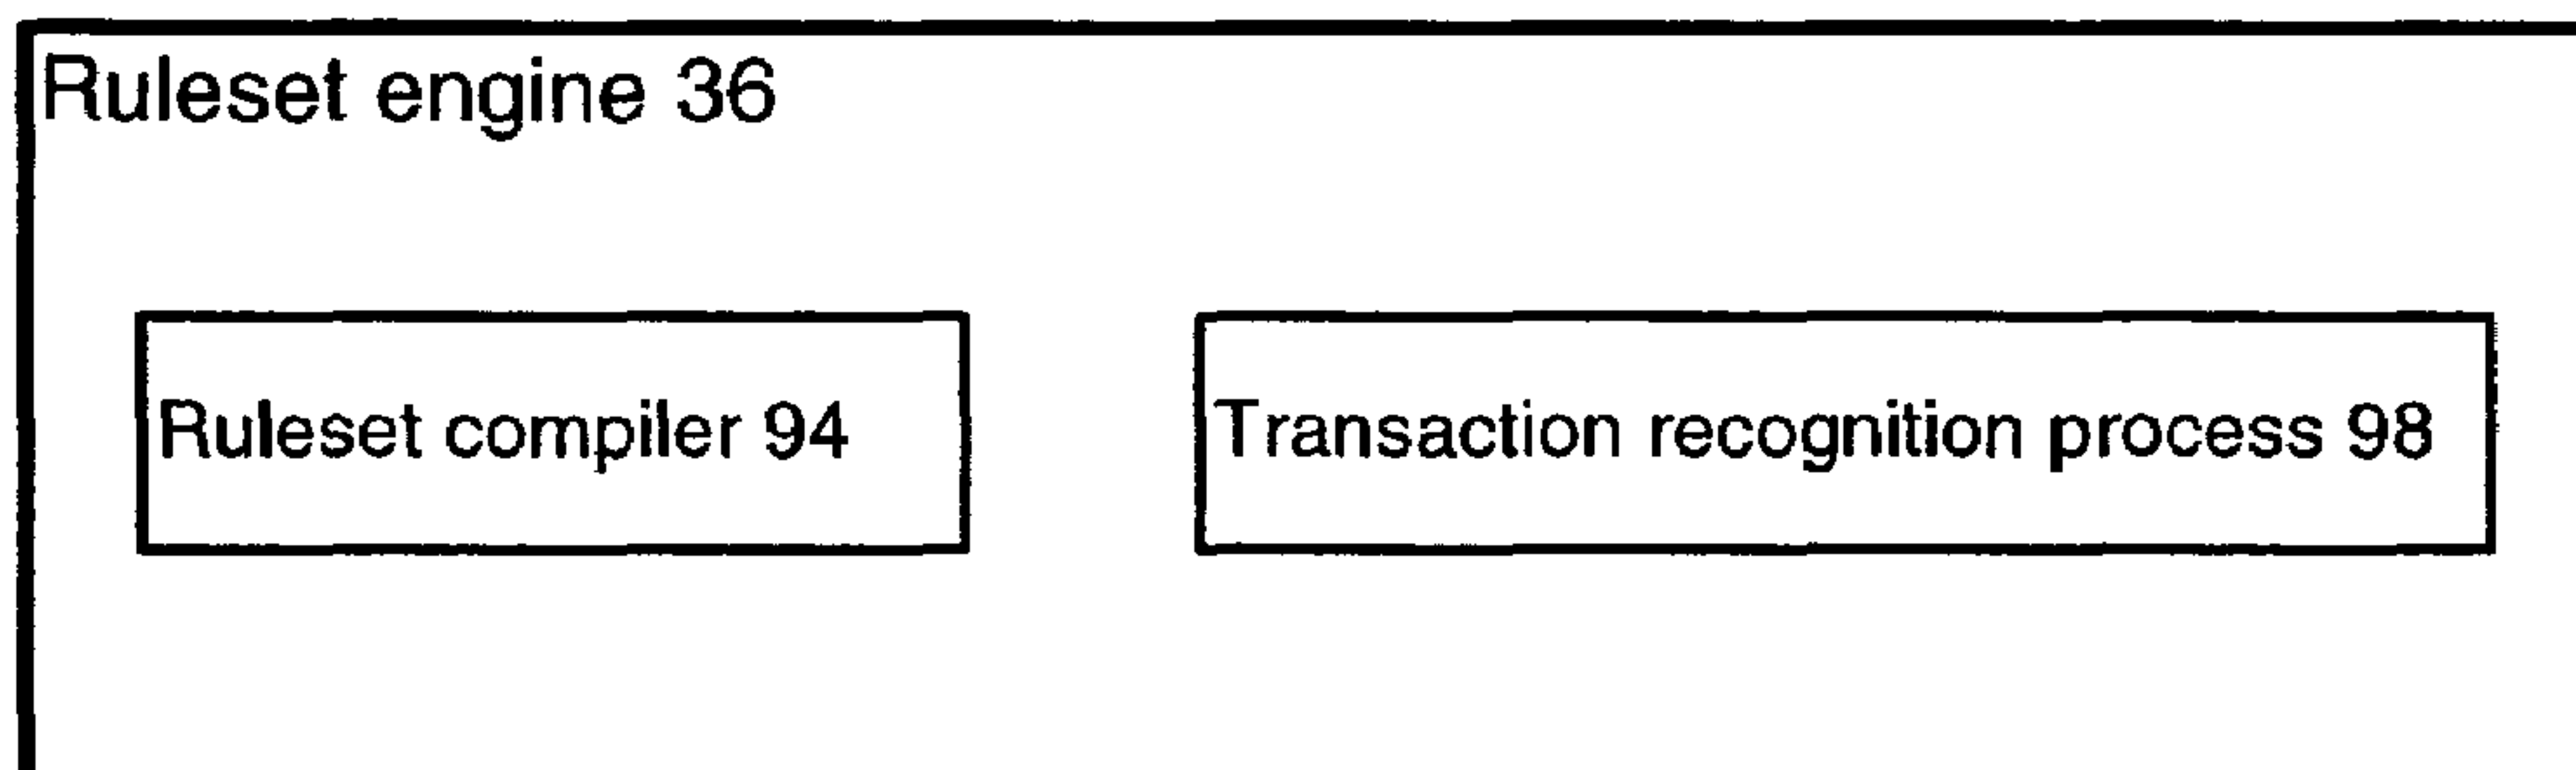 Ruleset engine 36
Ruleset compiler 94
Transaction recognition process 98